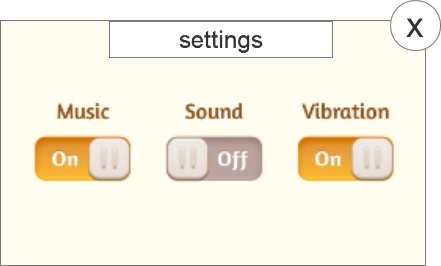 X
settings
Music Sound Vibration
On Off On